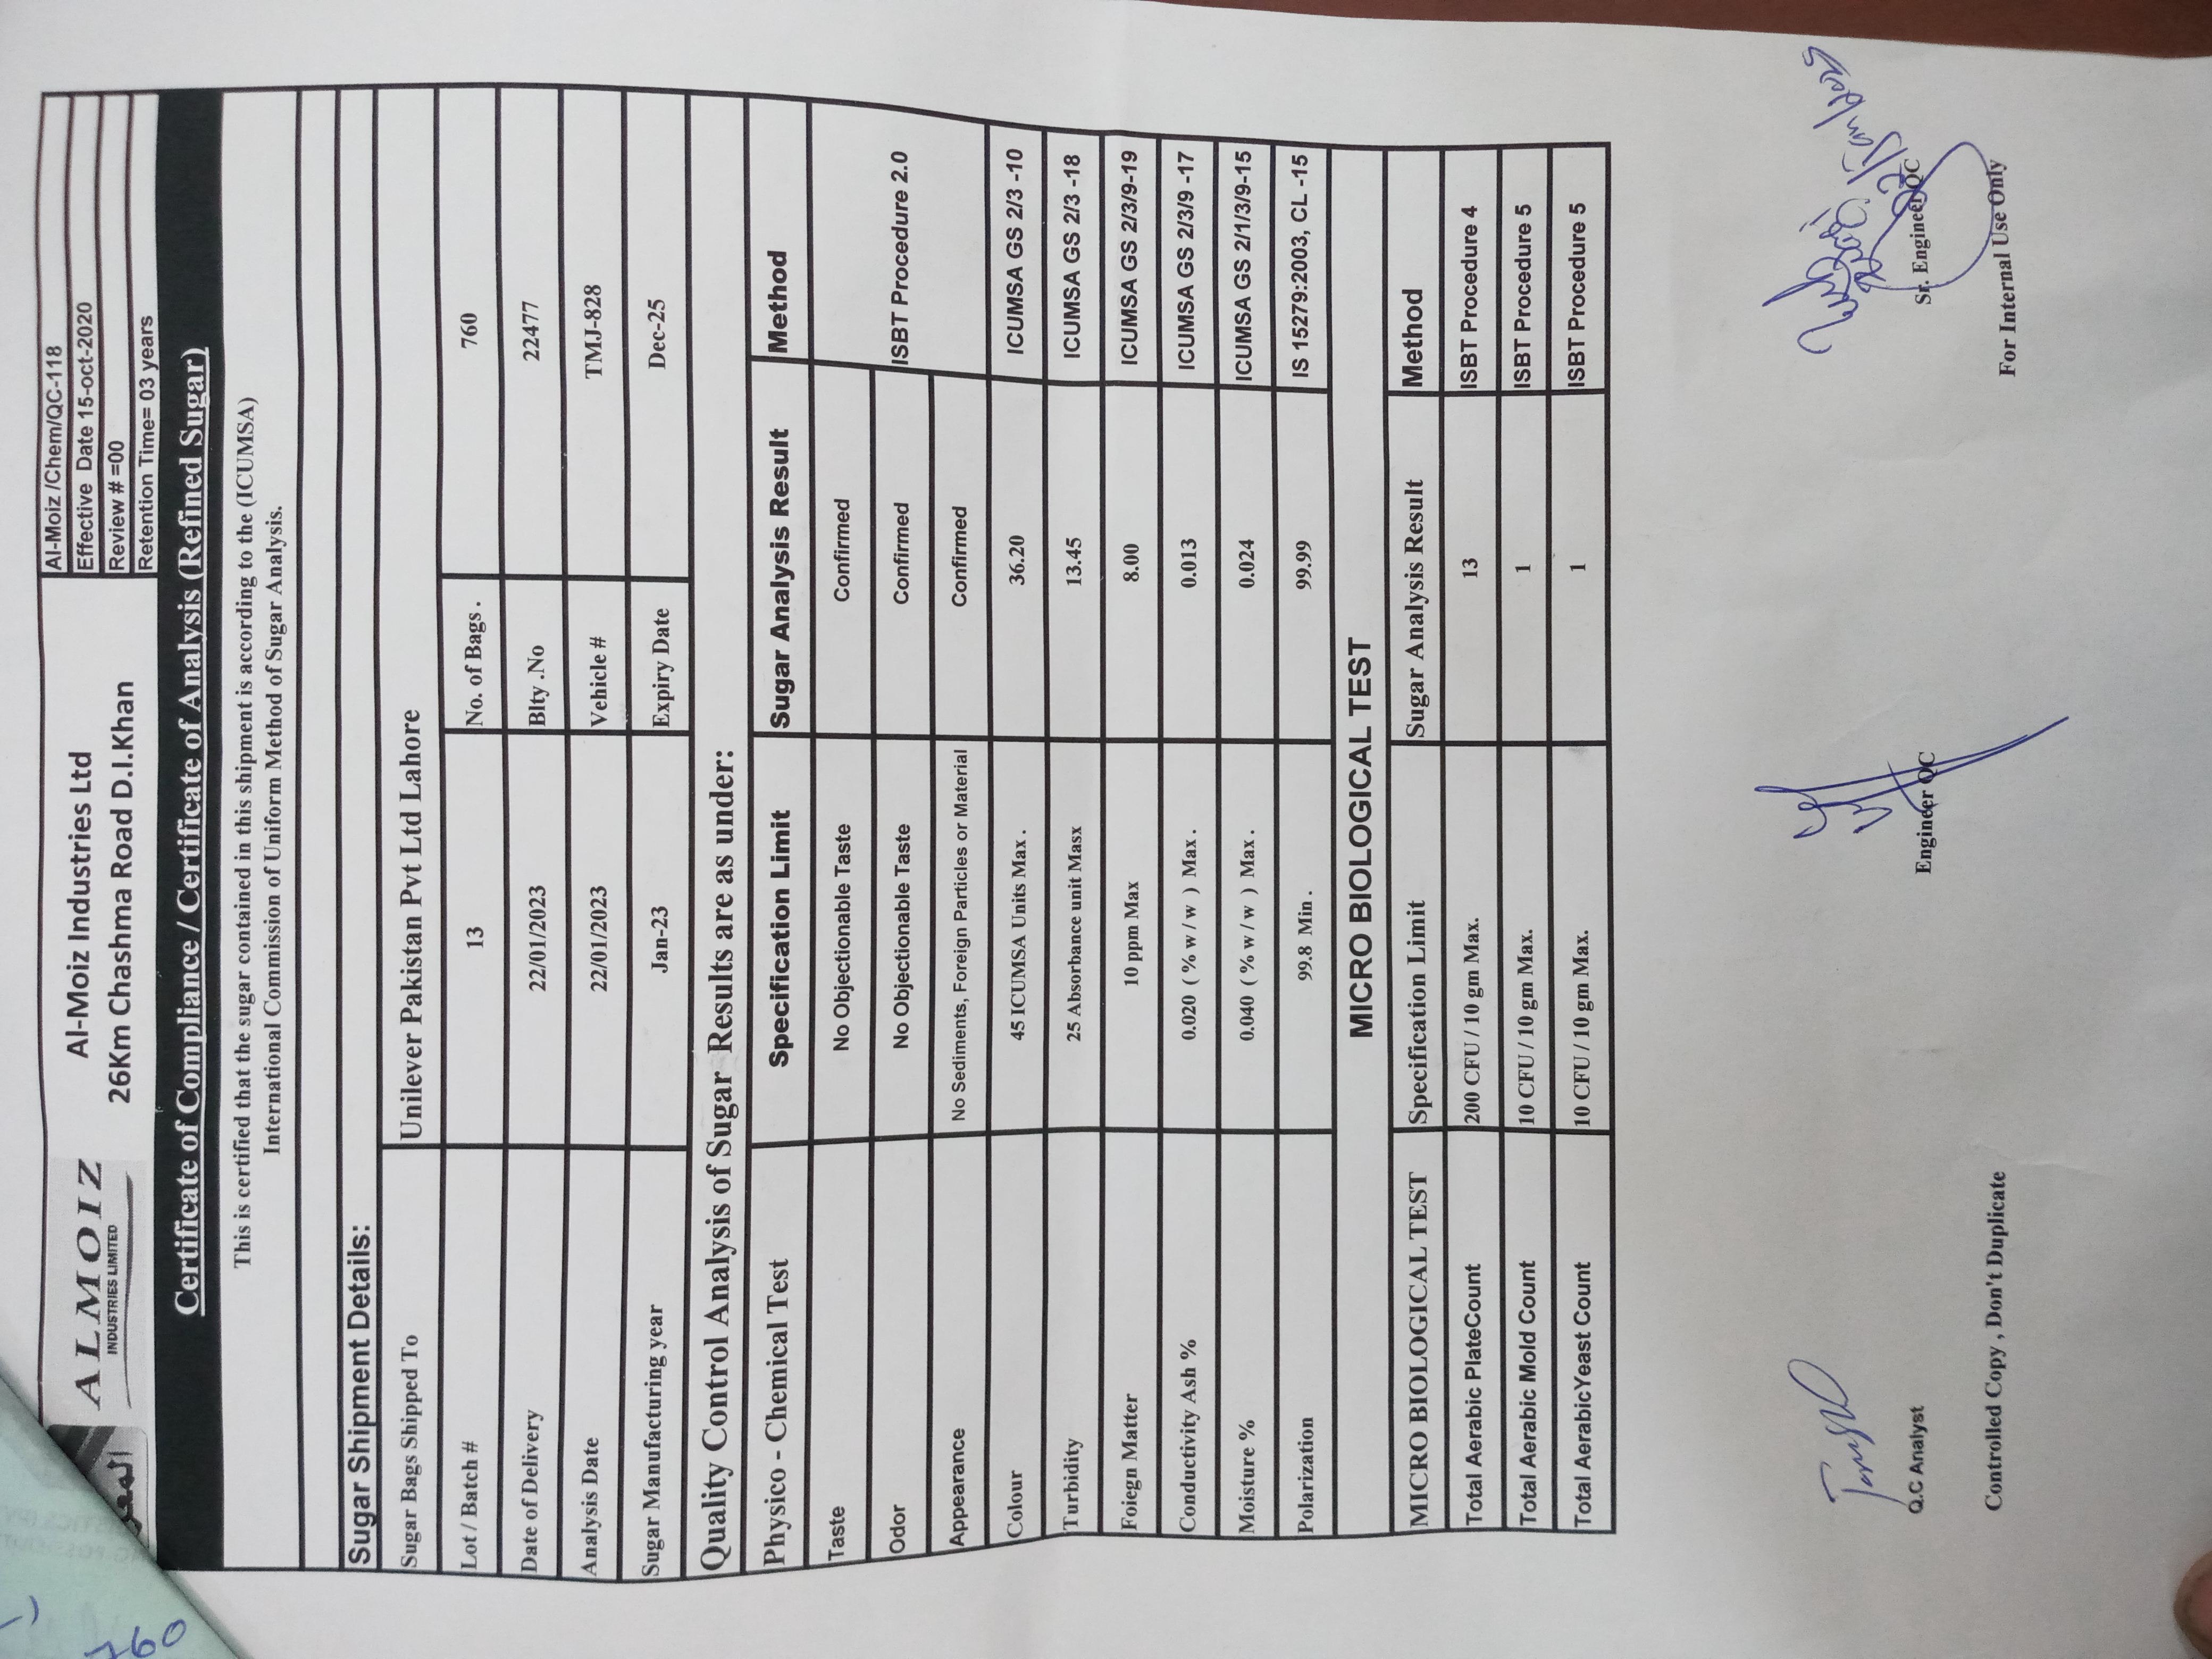 ALMOIZ
INDUSTRIES LIMITED
Al-Moiz Industries Ltd
26Km Chashma Road D.I.Khan
Al-Moiz /Chem/QC-118
Effective Date 15-oct-2020
Review # =00
Retention Time= 03 years
Certificate of Compliance / Certificate of Analysis (Refined Sugar)
This is certified that the sugar contained in this shipment is according to the (ICUMSA)
International Commission of Uniform Method of Sugar Analysis.
Sugar Shipment Details:
Sugar Bags Shipped To Unilever Pakistan Pvt Ltd Lahore
Lot / Batch # 13 No. of Bags . 760
Date of Delivery 22/01/2023 Blty .No 22477
Analysis Date 22/01/2023 Vehicle # TMJ-828
Sugar Manufacturing year Jan-23 Expiry Date Dec-25
Quality Control Analysis of Sugar Results are as under:
Physico - Chemical Test Specification Limit Sugar Analysis Result Method
Taste No Objectionable Taste Confirmed
Odor No Objectionable Taste Confirmed ISBT Procedure 2.0
Appearance No Sediments, Foreign Particles or Material Confirmed
Colour 45 ICUMSA Units Max . 36.20 ICUMSA GS 2/3 -10
Turbidity 25 Absorbance unit Masx 13.45 ICUMSA GS 2/3 -18
Foiegn Matter 10 ppm Max 8.00 ICUMSA GS 2/3/9-19
Conductivity Ash % 0.020 ( % w / w ) Max . 0.013 ICUMSA GS 2/3/9 -17
Moisture % 0.040 ( % w / w ) Max . 0.024 ICUMSA GS 2/1/3/9-15
Polarization 99.8 Min . 99.99 IS 15279:2003, CL -15
MICRO BIOLOGICAL TEST
MICRO BIOLOGICAL TEST Specification Limit Sugar Analysis Result Method
Total Aerabic PlateCount 200 CFU / 10 gm Max. 13 ISBT Procedure 4
Total Aerabic Mold Count 10 CFU / 10 gm Max. 1 ISBT Procedure 5
Total AerabicYeast Count 10 CFU / 10 gm Max. 1 ISBT Procedure 5
Q.C Analyst Engineer QC Sr. Engineer QC
Controlled Copy , Don't Duplicate For Internal Use Only
760